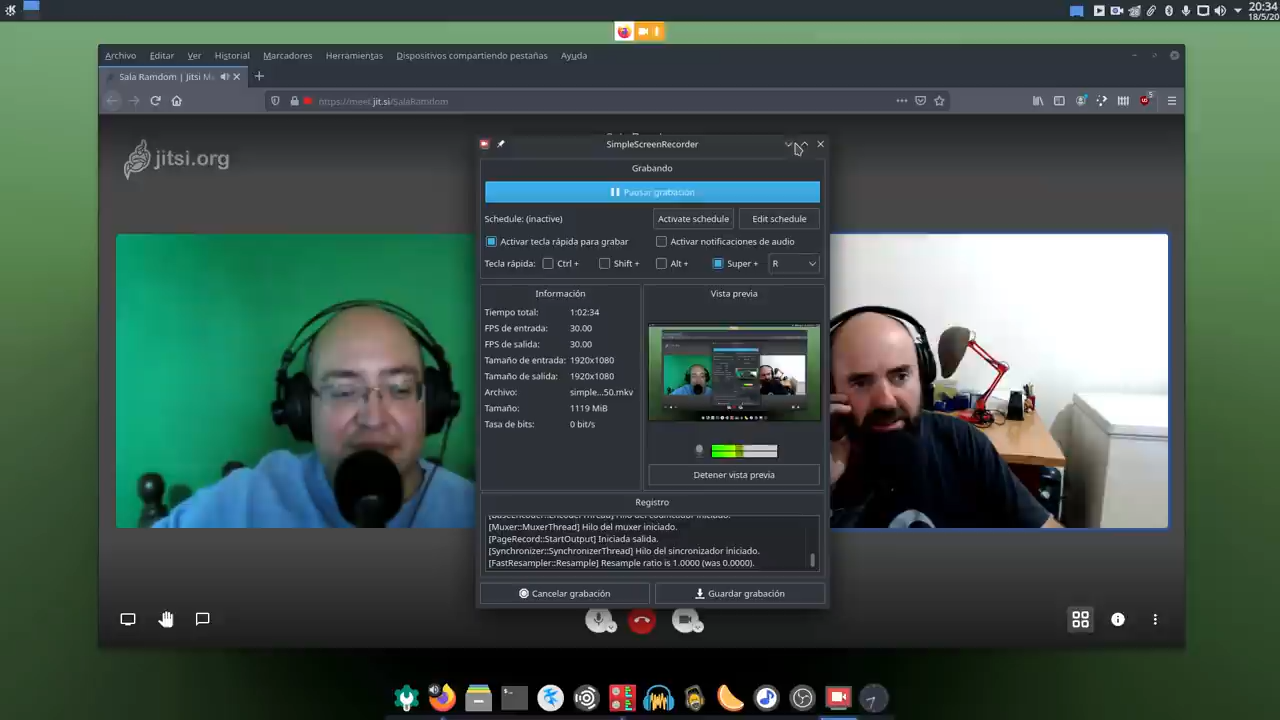 20:34
18/5/20
Archivo Editar Ver Historial Marcadores Herramientas Dispositivos compartiendo pestañas Ayuda
Sala Ramdom | Jitsi M
https://meet.jit.si/SalaRamdom
5
jitsi.org
SimpleScreenRecorder
Grabando
Pausar grabación
Schedule: (inactive) Activate schedule Edit schedule
Activar tecla rápida para grabar Activar notificaciones de audio
Tecla rápida: Ctrl + Shift + Alt + Super + R
Información
Tiempo total: 1:02:34
FPS de entrada: 30.00
FPS de salida: 30.00
Tamaño de entrada: 1920x1080
Tamaño de salida: 1920x1080
Archivo: simple...50.mkv
Tamaño: 1119 MiB
Tasa de bits: 0 bit/s
Vista previa
Detener vista previa
Registro
[Muxer::MuxerThread] Hilo del muxer iniciado.
[PageRecord::StartOutput] Iniciada salida.
[Synchronizer::SynchronizerThread] Hilo del sincronizador iniciado.
[FastResampler::Resample] Resample ratio is 1.0000 (was 0.0000).
Cancelar grabación Guardar grabación